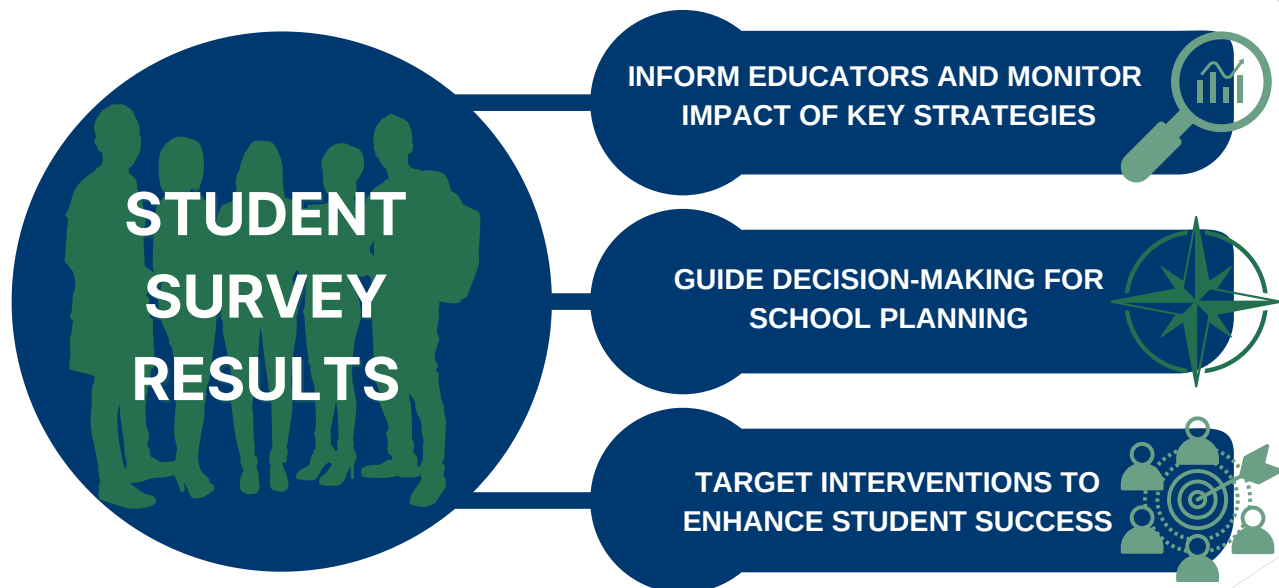 STUDENT
SURVEY
RESULTS
INFORM EDUCATORS AND MONITOR
IMPACT OF KEY STRATEGIES
GUIDE DECISION-MAKING FOR
SCHOOL PLANNING
TARGET INTERVENTIONS TO
ENHANCE STUDENT SUCCESS